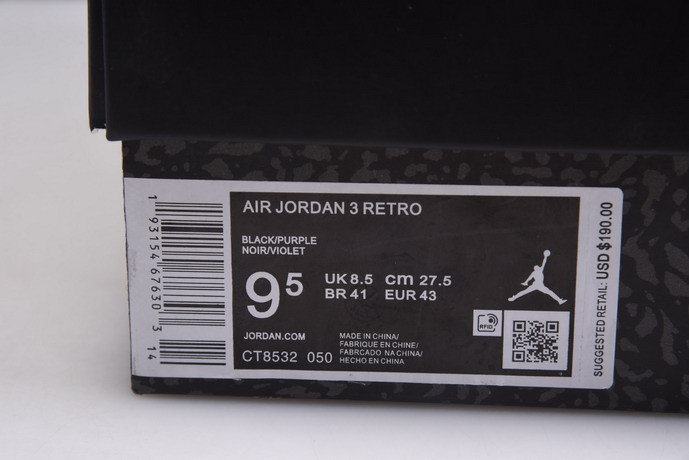 AIR JORDAN 3 RETRO
BLACK/PURPLE
NOIR/VIOLET
9 5
UK 8.5 cm 27.5
BR 41 EUR 43
JORDAN.COM
CT8532 050
MADE IN CHINA/
FABRIQUE EN CHINE/
FABRCADO NA CHINA/
HECHO EN CHINA
RFID
1 93154 67630 3 14
SUGGESTED RETAIL: USD $190.00